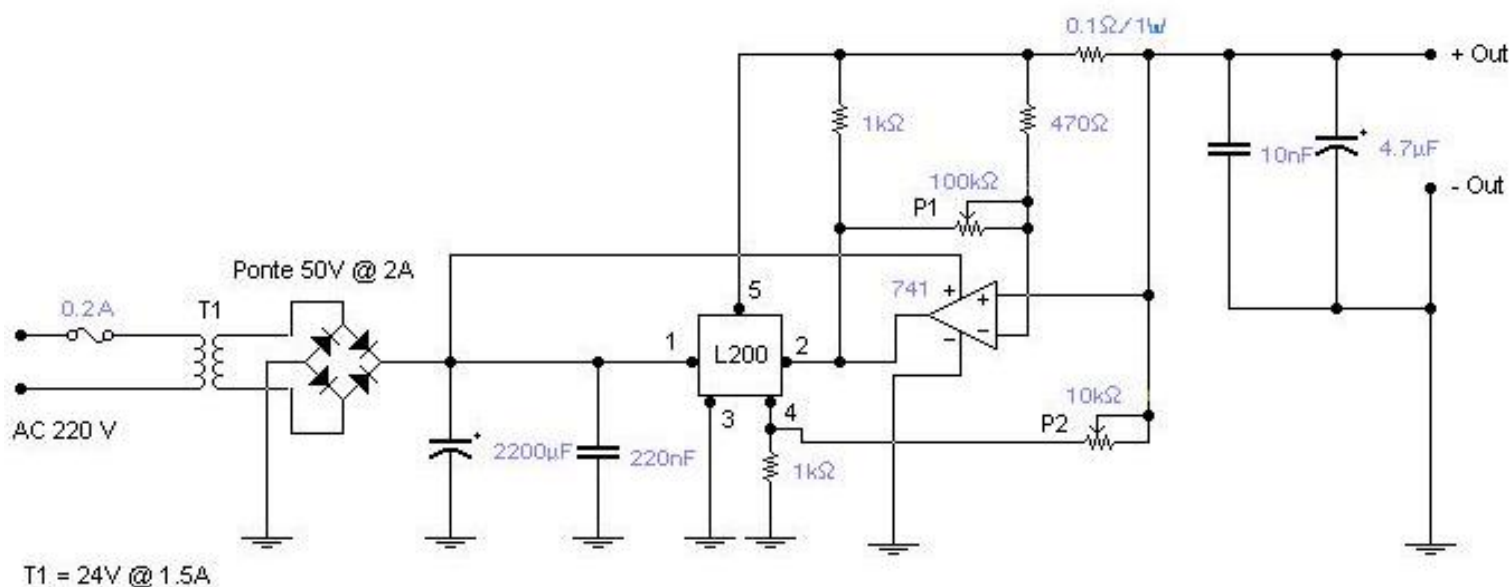 0.1Ω/1W
+ Out
1kΩ
470Ω
10nF
4.7µF
+
100kΩ
P1
- Out
Ponte 50V @ 2A
0.2A
T1
5
741
+
+
-
-
1
L200
2
AC 220 V
3
4
10kΩ
P2
+
2200µF
220nF
1kΩ
T1 = 24V @ 1.5A